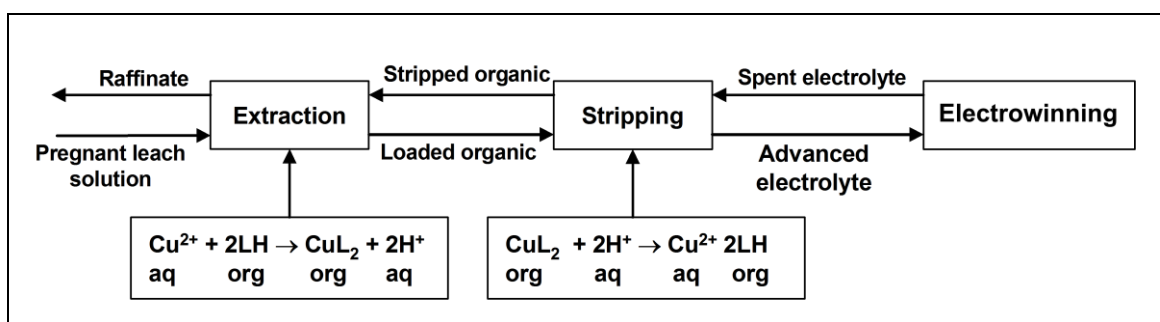 Raffinate
Extraction
Pregnant leach
solution
Stripped organic
Loaded organic
Stripping
Spent electrolyte
Advanced
electrolyte
Electrowinning
Cu²⁺ + 2LH → CuL₂ + 2H⁺
aq org org aq
CuL₂ + 2H⁺ → Cu²⁺ 2LH
org aq aq org